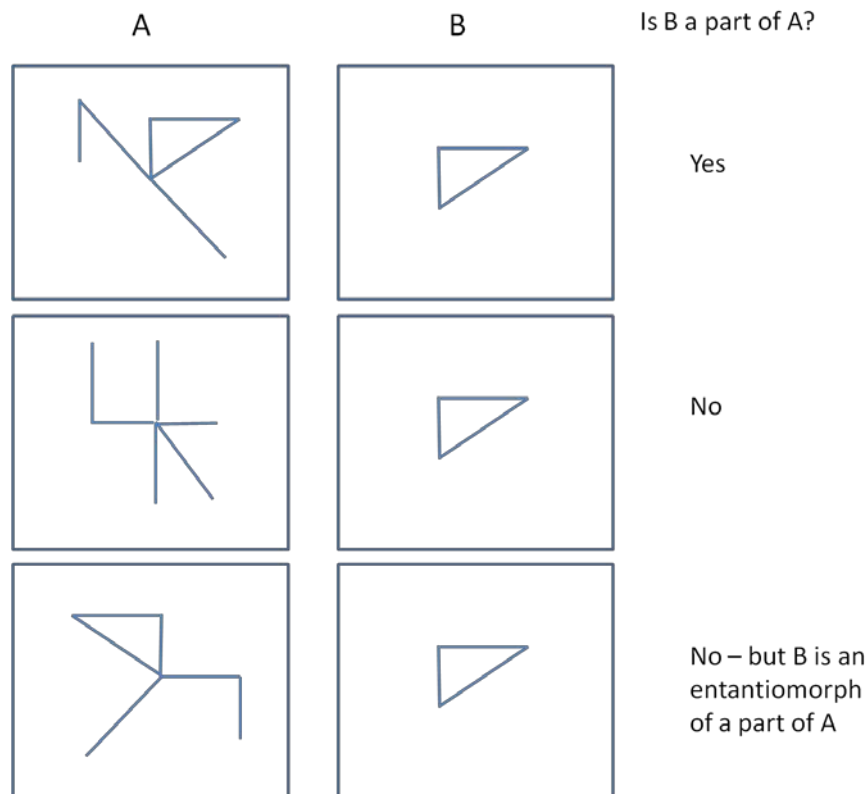 A
B
Is B a part of A?
Yes
No
No – but B is an
entantiomorph
of a part of A